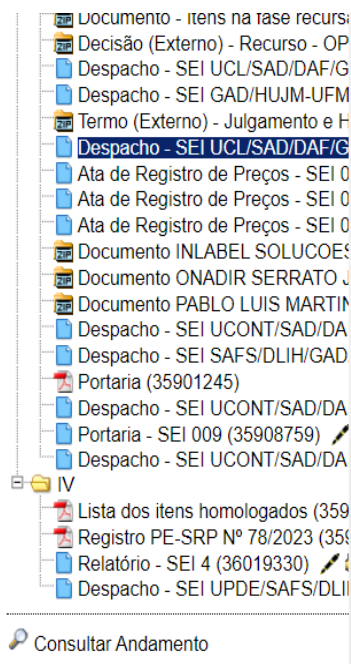 Documento - Itens na fase recurs
Decisão (Externo) - Recurso - OP
Despacho - SEI UCL/SAD/DAF/G
Despacho - SEI GAD/HUJM-UFM
Termo (Externo) - Julgamento e H
Despacho - SEI UCL/SAD/DAF/G
Ata de Registro de Preços - SEI 0
Ata de Registro de Preços - SEI 0
Ata de Registro de Preços - SEI 0
Documento INLABEL SOLUCOES
Documento ONADIR SERRATO J
Documento PABLO LUIS MARTIN
Despacho - SEI UCONT/SAD/DA
Despacho - SEI SAFS/DLIH/GAD
Portaria (35901245)
Despacho - SEI UCONT/SAD/DA
Portaria - SEI 009 (35908759)
Despacho - SEI UCONT/SAD/DA
IV
Lista dos itens homologados (359
Registro PE-SRP Nº 78/2023 (359
Relatório - SEI 4 (36019330)
Despacho - SEI UPDE/SAFS/DLI
Consultar Andamento